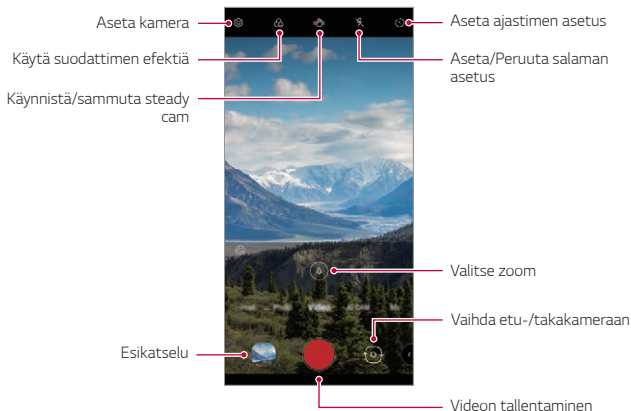 Aseta kamera
Käytä suodattimen efektiä
Käynnistä/sammuta steady
cam
Esikatselu
Aseta ajastimen asetus
Aseta/Peruuta salaman
asetus
Valitse zoom
Vaihda etu-/takakameraan
Videon tallentaminen
Video